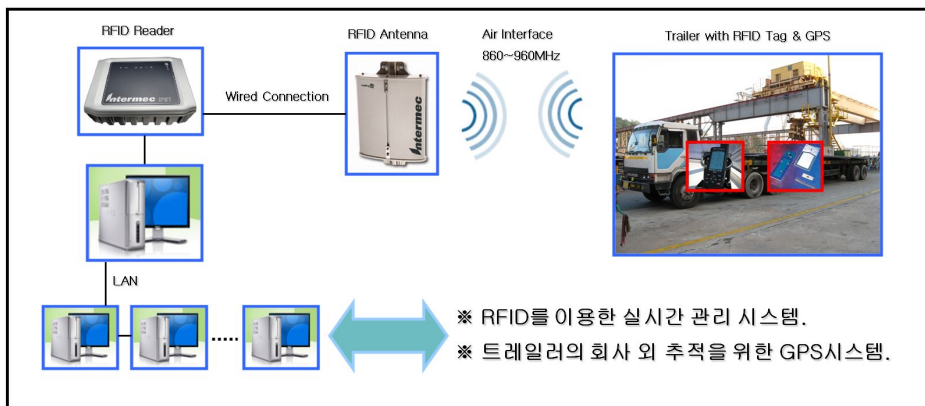 RFID Reader
RFID Antenna
Air Interface
860~960MHz
Trailer with RFID Tag & GPS
Wired Connection
Intermec
Intermec
LAN
※ RFID를 이용한 실시간 관리 시스템.
※ 트레일러의 회사 외 추적을 위한 GPS시스템.